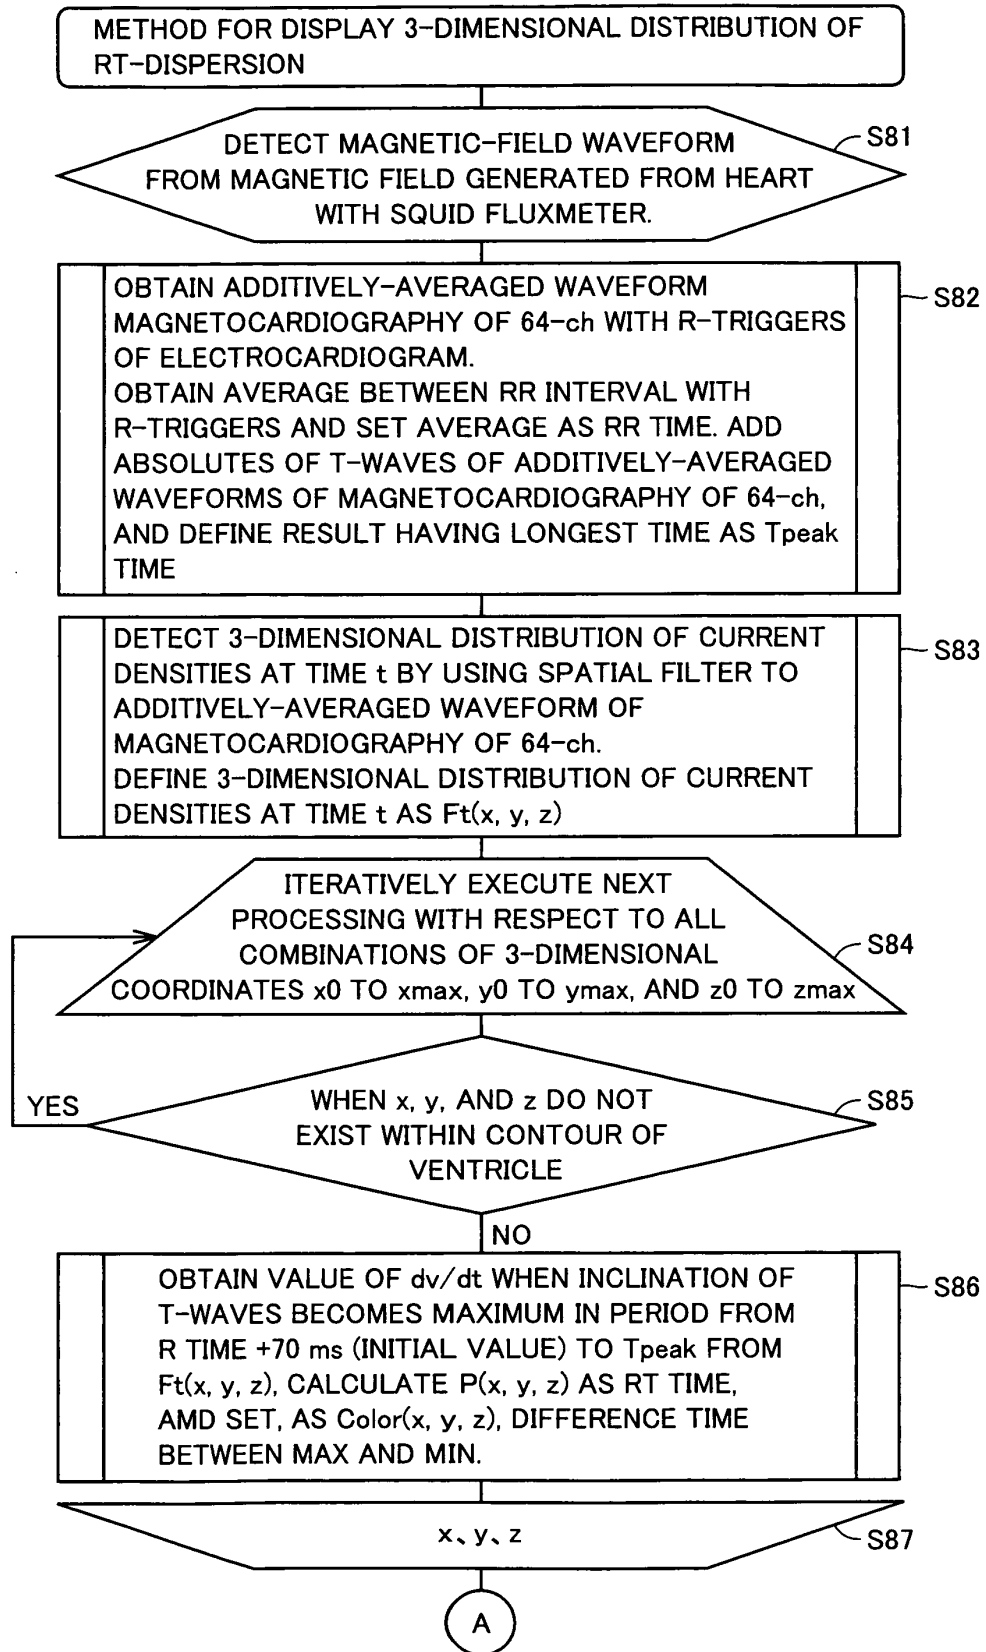 METHOD FOR DISPLAY 3-DIMENSIONAL DISTRIBUTION OF
RT-DISPERSION
DETECT MAGNETIC-FIELD WAVEFORM
FROM MAGNETIC FIELD GENERATED FROM HEART
WITH SQUID FLUXMETER.
S81
OBTAIN ADDITIVELY-AVERAGED WAVEFORM
MAGNETOCARDIOGRAPHY OF 64-ch WITH R-TRIGGERS
OF ELECTROCARDIOGRAM.
OBTAIN AVERAGE BETWEEN RR INTERVAL WITH
R-TRIGGERS AND SET AVERAGE AS RR TIME. ADD
ABSOLUTES OF T-WAVES OF ADDITIVELY-AVERAGED
WAVEFORMS OF MAGNETOCARDIOGRAPHY OF 64-ch,
AND DEFINE RESULT HAVING LONGEST TIME AS Tpeak
TIME
S82
DETECT 3-DIMENSIONAL DISTRIBUTION OF CURRENT
DENSITIES AT TIME t BY USING SPATIAL FILTER TO
ADDITIVELY-AVERAGED WAVEFORM OF
MAGNETOCARDIOGRAPHY OF 64-ch.
DEFINE 3-DIMENSIONAL DISTRIBUTION OF CURRENT
DENSITIES AT TIME t AS Ft(x, y, z)
S83
ITERATIVELY EXECUTE NEXT
PROCESSING WITH RESPECT TO ALL
COMBINATIONS OF 3-DIMENSIONAL
COORDINATES x0 TO xmax, y0 TO ymax, AND z0 TO zmax
S84
WHEN x, y, AND z DO NOT
EXIST WITHIN CONTOUR OF
VENTRICLE
S85
YES
NO
OBTAIN VALUE OF dv/dt WHEN INCLINATION OF
T-WAVES BECOMES MAXIMUM IN PERIOD FROM
R TIME +70 ms (INITIAL VALUE) TO Tpeak FROM
Ft(x, y, z), CALCULATE P(x, y, z) AS RT TIME,
AMD SET, AS Color(x, y, z), DIFFERENCE TIME
BETWEEN MAX AND MIN.
S86
x、y、z
S87
A